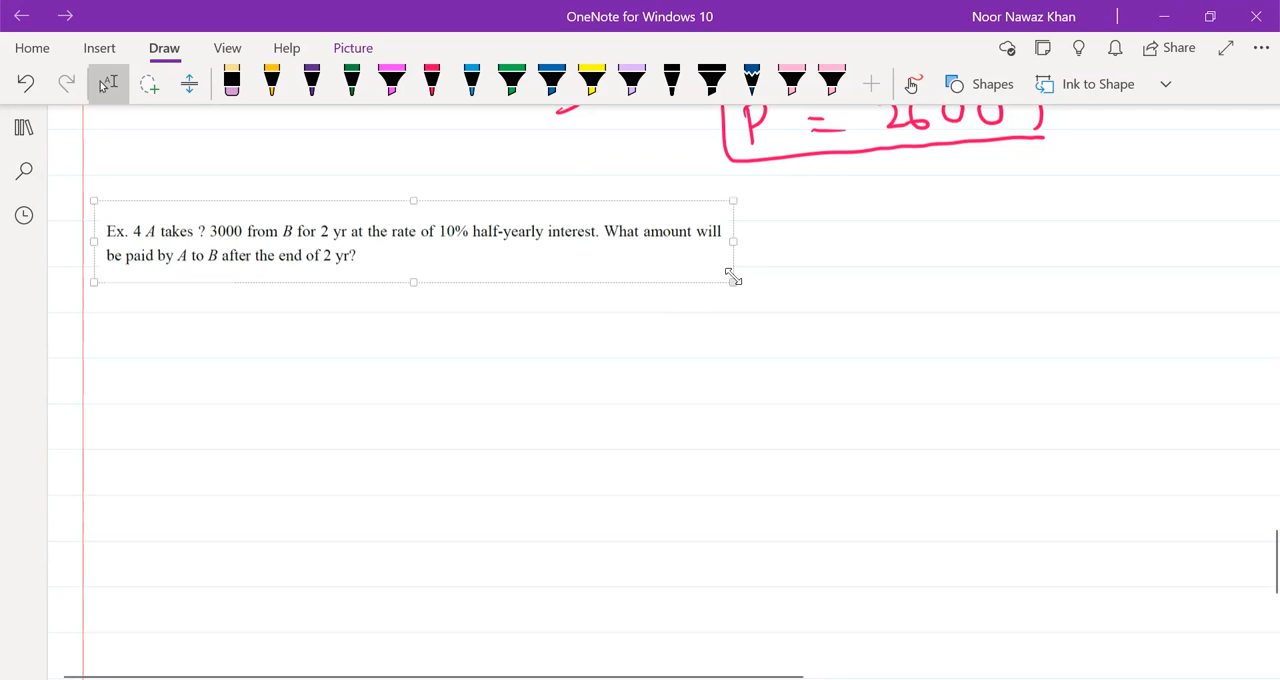 OneNote for Windows 10
Noor Nawaz Khan
Home Insert Draw View Help Picture
Share
Shapes
Ink to Shape
P = 2600
Ex. 4 A takes ? 3000 from B for 2 yr at the rate of 10% half-yearly interest. What amount will
be paid by A to B after the end of 2 yr?